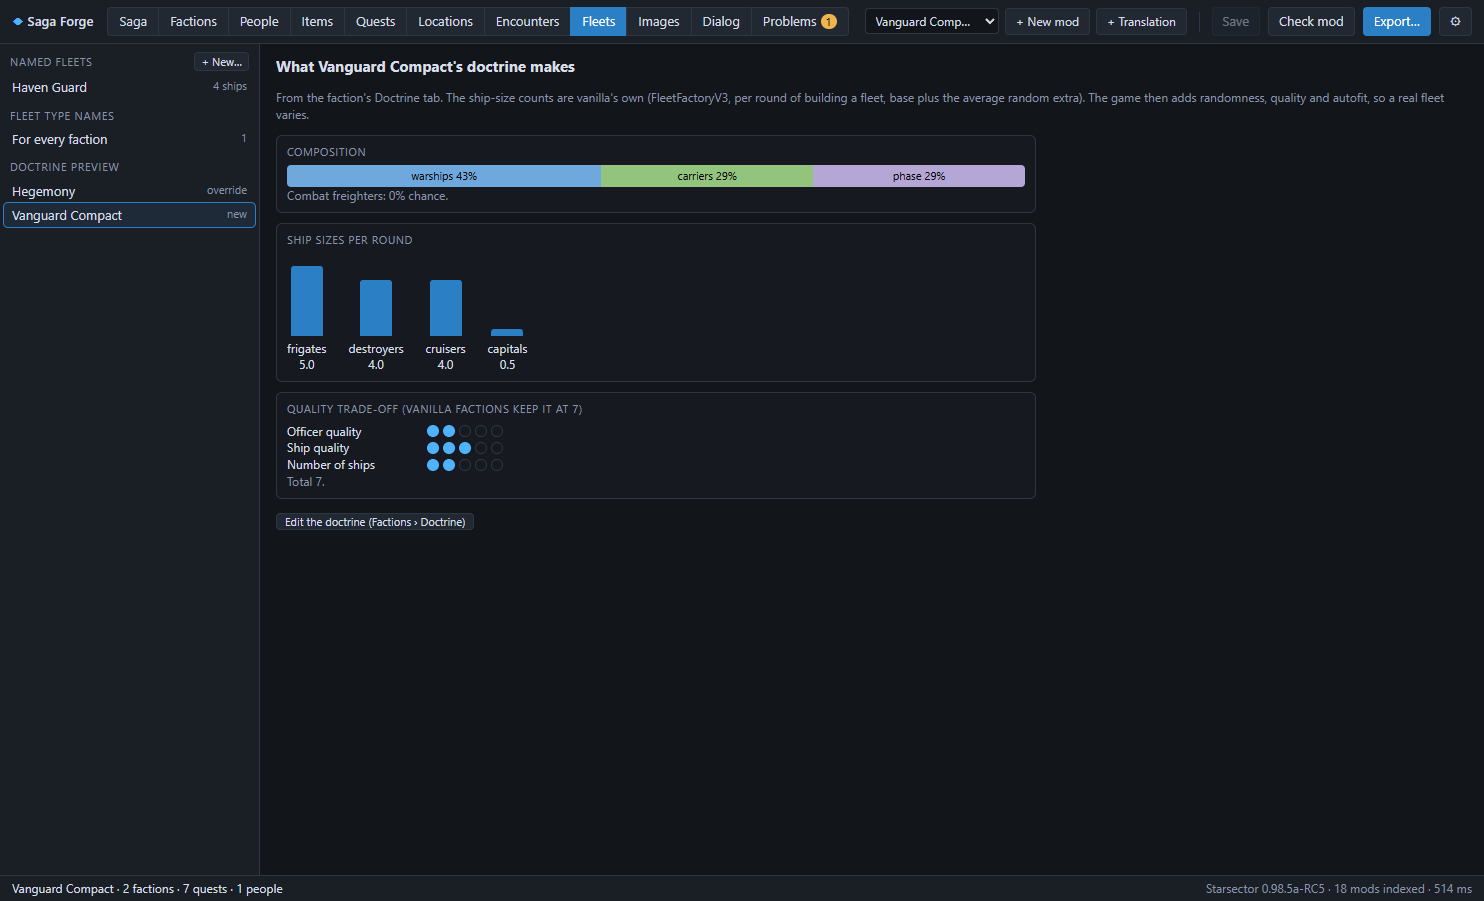 Saga Forge
Saga
Factions
People
Items
Quests
Locations
Encounters
Fleets
Images
Dialog
Problems 1
Vanguard Comp...
+ New mod
+ Translation
Save
Check mod
Export...
NAMED FLEETS
+ New...
Haven Guard 4 ships
FLEET TYPE NAMES
For every faction 1
DOCTRINE PREVIEW
Hegemony override
Vanguard Compact new
What Vanguard Compact's doctrine makes
From the faction's Doctrine tab. The ship-size counts are vanilla's own (FleetFactoryV3, per round of building a fleet, base plus the average random extra). The game then adds randomness, quality and autofit, so a real fleet
varies.
COMPOSITION
warships 43% carriers 29% phase 29%
Combat freighters: 0% chance.
SHIP SIZES PER ROUND
frigates destroyers cruisers capitals
5.0 4.0 4.0 0.5
QUALITY TRADE-OFF (VANILLA FACTIONS KEEP IT AT 7)
Officer quality
Ship quality
Number of ships
Total 7.
Edit the doctrine (Factions › Doctrine)
Vanguard Compact · 2 factions · 7 quests · 1 people
Starsector 0.98.5a-RC5 · 18 mods indexed · 514 ms